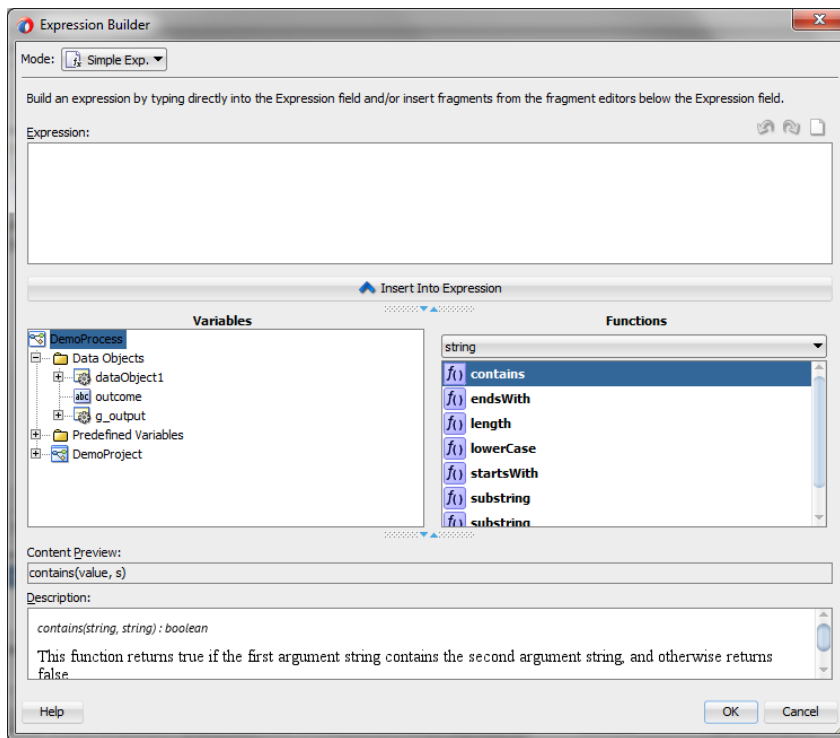 Expression Builder
Mode: Simple Exp.
Build an expression by typing directly into the Expression field and/or insert fragments from the fragment editors below the Expression field.
Expression:
Insert Into Expression
Variables
Functions
DemoProcess
Data Objects
dataObject1
abc outcome
g_output
Predefined Variables
DemoProject
string
f() contains
f() endsWith
f() length
f() lowerCase
f() startsWith
f() substring
f() substring
Content Preview:
contains(value, s)
Description:
contains(string, string) : boolean
This function returns true if the first argument string contains the second argument string, and otherwise returns
false
Help
OK
Cancel